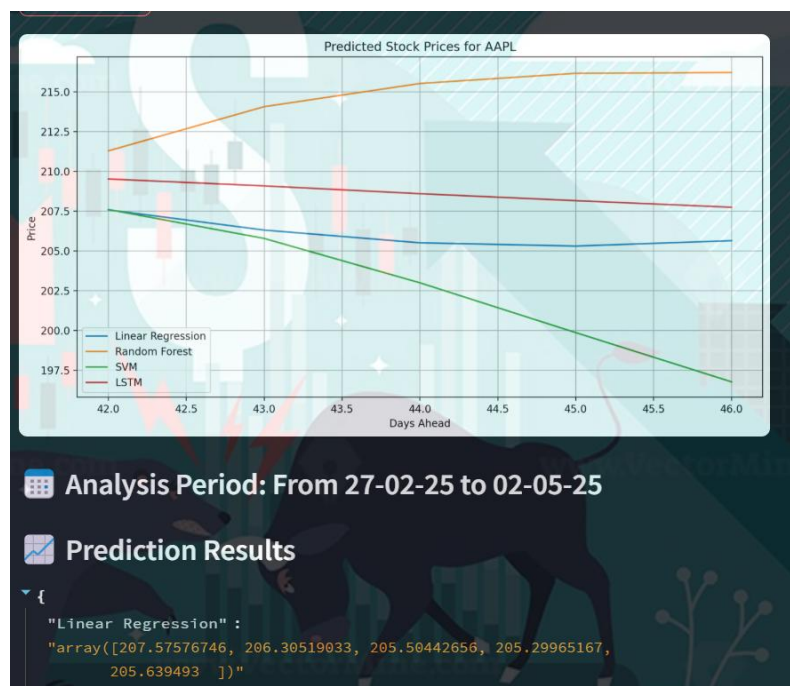 Predicted Stock Prices for AAPL
215.0
212.5
210.0
207.5
205.0
202.5
200.0
197.5
Price
Linear Regression
Random Forest
SVM
LSTM
42.0 42.5 43.0 43.5 44.0 44.5 45.0 45.5 46.0
Days Ahead
Analysis Period: From 27-02-25 to 02-05-25
Prediction Results
{
"Linear Regression" :
"array([207.57576746, 206.30519033, 205.50442656, 205.29965167,
205.639493 ])"